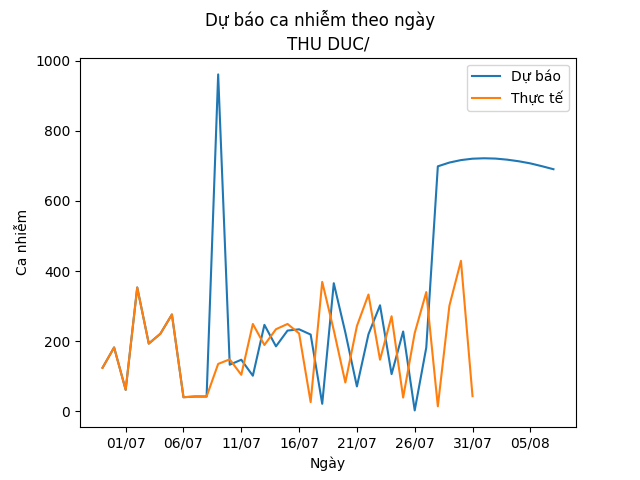 Dự báo ca nhiễm theo ngày
THU DUC/
Dự báo
Thực tế
Ca nhiễm
1000
800
600
400
200
0
01/07 06/07 11/07 16/07 21/07 26/07 31/07 05/08
Ngày